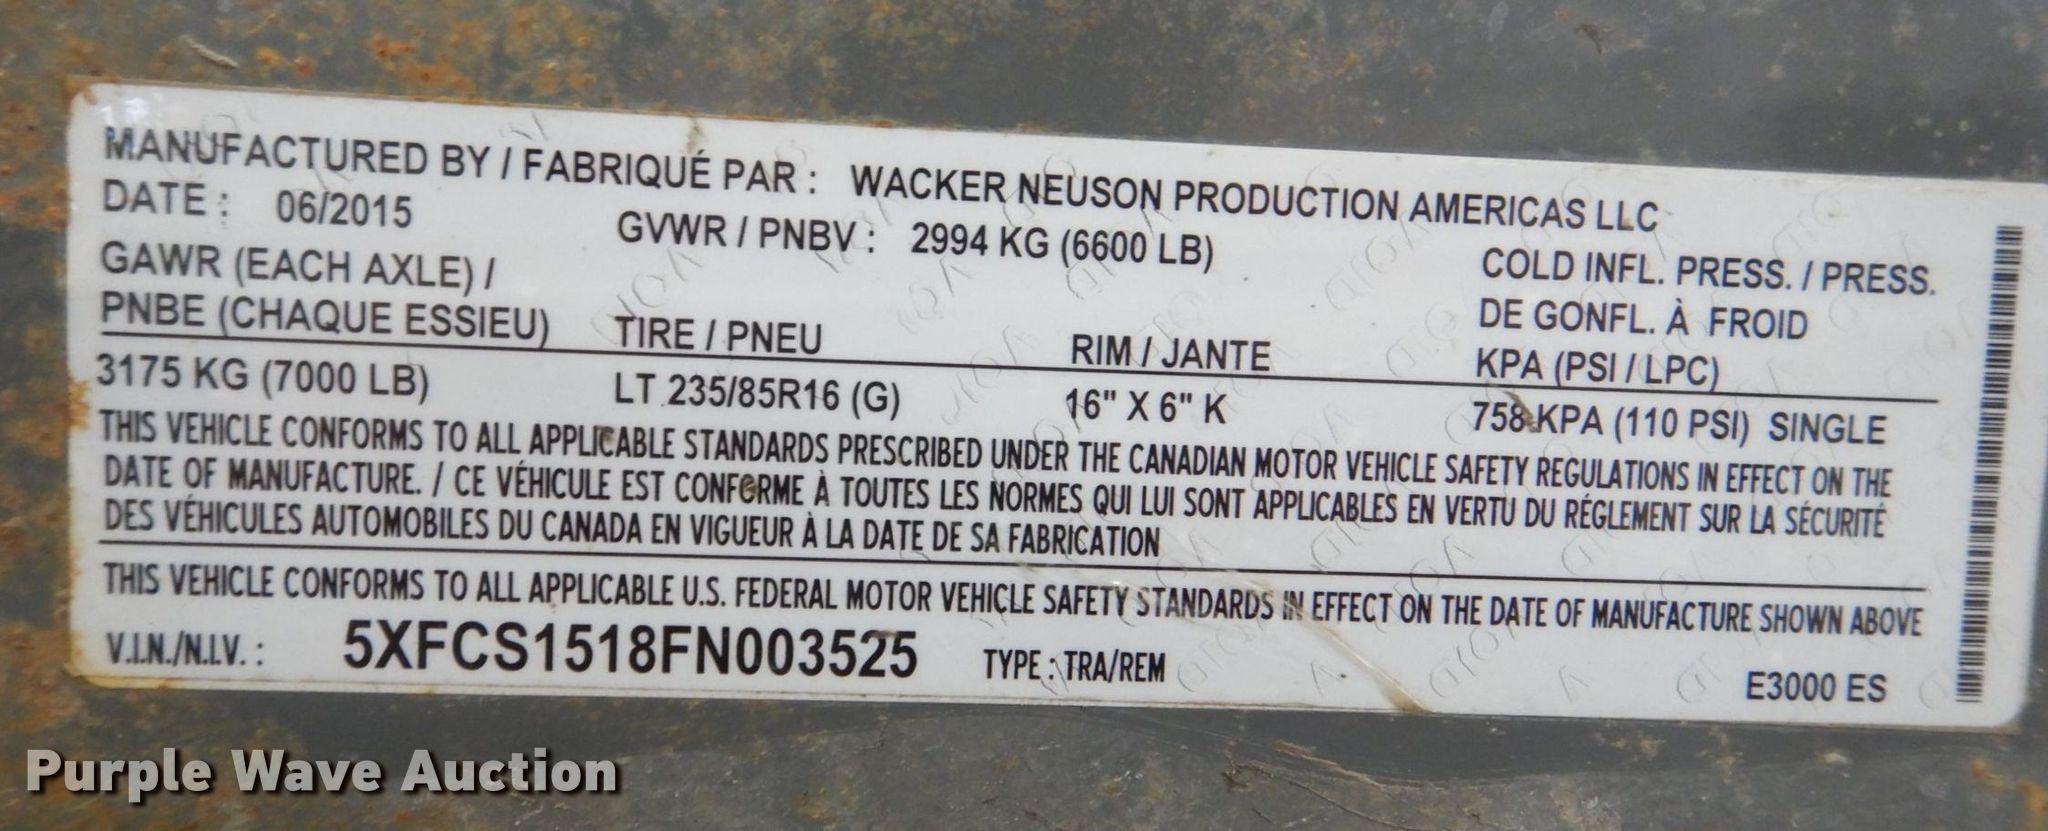 MANUFACTURED BY / FABRIQUÉ PAR : WACKER NEUSON PRODUCTION AMERICAS LLC
DATE : 06/2015 GVWR / PNBV : 2994 KG (6600 LB)
GAWR (EACH AXLE) /
PNBE (CHAQUE ESSIEU) TIRE / PNEU RIM / JANTE COLD INFL. PRESS. / PRESS.
DE GONFL. À FROID
KPA (PSI / LPC)
3175 KG (7000 LB) LT 235/85R16 (G) 16" X 6" K 758 KPA (110 PSI) SINGLE
THIS VEHICLE CONFORMS TO ALL APPLICABLE STANDARDS PRESCRIBED UNDER THE CANADIAN MOTOR VEHICLE SAFETY REGULATIONS IN EFFECT ON THE
DATE OF MANUFACTURE. / CE VÉHICULE EST CONFORME À TOUTES LES NORMES QUI LUI SONT APPLICABLES EN VERTU DU RÉGLEMENT SUR LA SÉCURITÉ
DES VÉHICULES AUTOMOBILES DU CANADA EN VIGUEUR À LA DATE DE SA FABRICATION
THIS VEHICLE CONFORMS TO ALL APPLICABLE U.S. FEDERAL MOTOR VEHICLE SAFETY STANDARDS IN EFFECT ON THE DATE OF MANUFACTURE SHOWN ABOVE
V.I.N./N.I.V. : 5XFCS1518FN003525 TYPE : TRA/REM E3000 ES
Purple Wave Auction